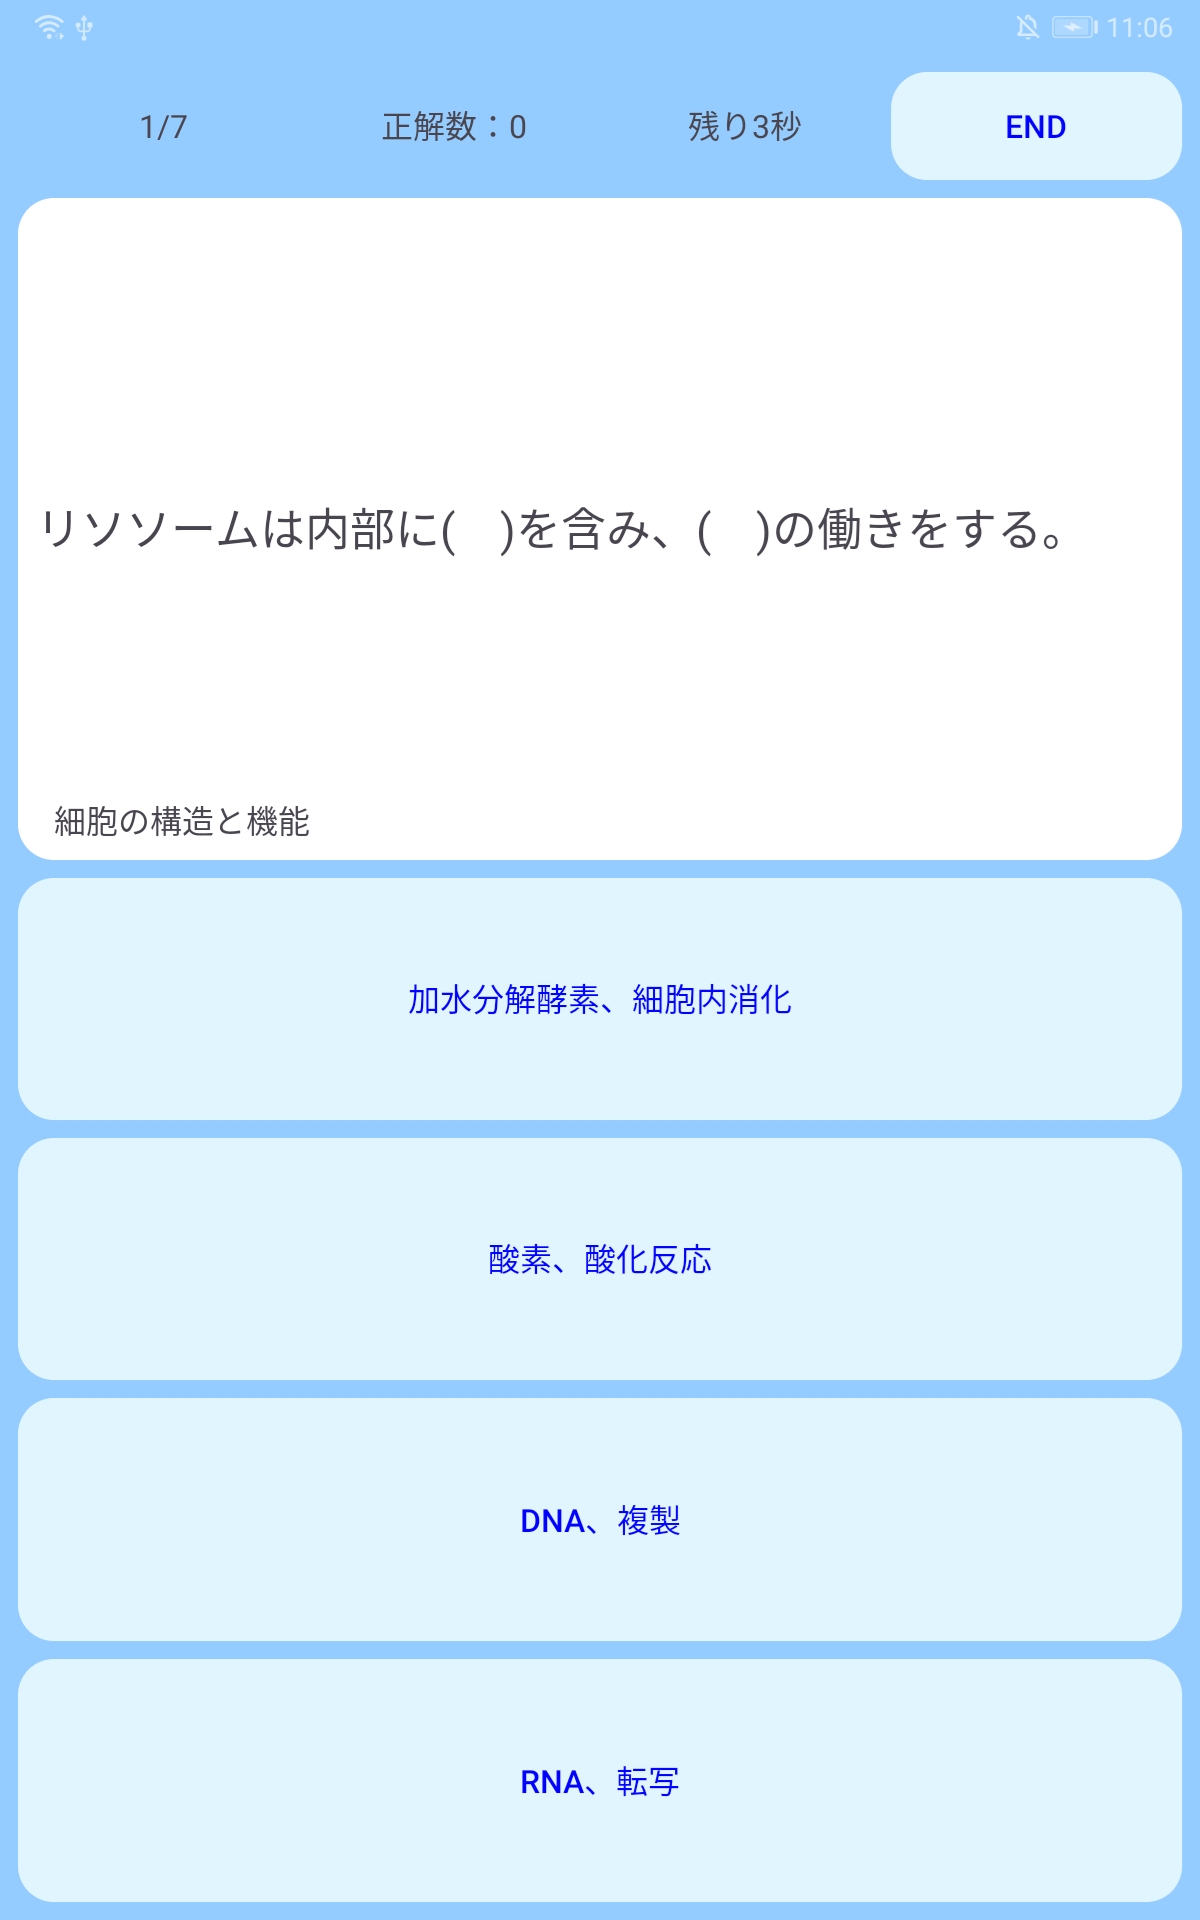 11:06
1/7 正解数：0 残り3秒 END
リソソームは内部に(　)を含み、(　)の働きをする。
細胞の構造と機能
加水分解酵素、細胞内消化
酸素、酸化反応
DNA、複製
RNA、転写